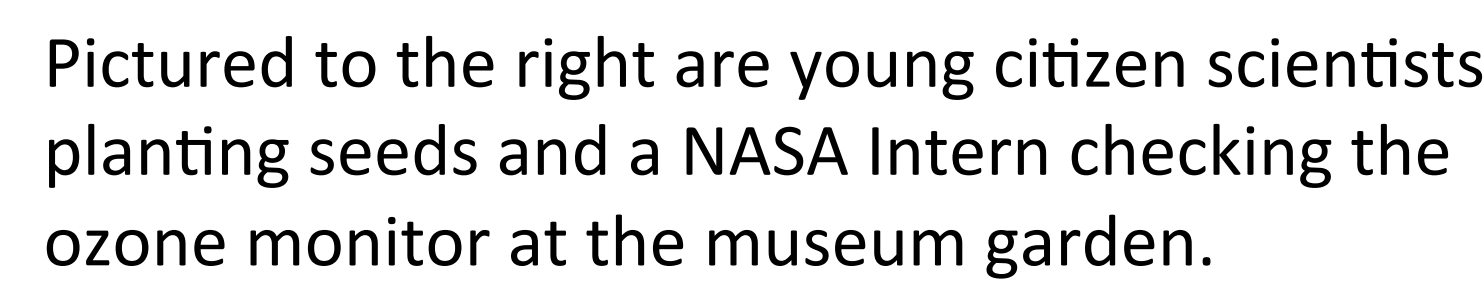 Pictured to the right are young citizen scientists
planting seeds and a NASA Intern checking the
ozone monitor at the museum garden.